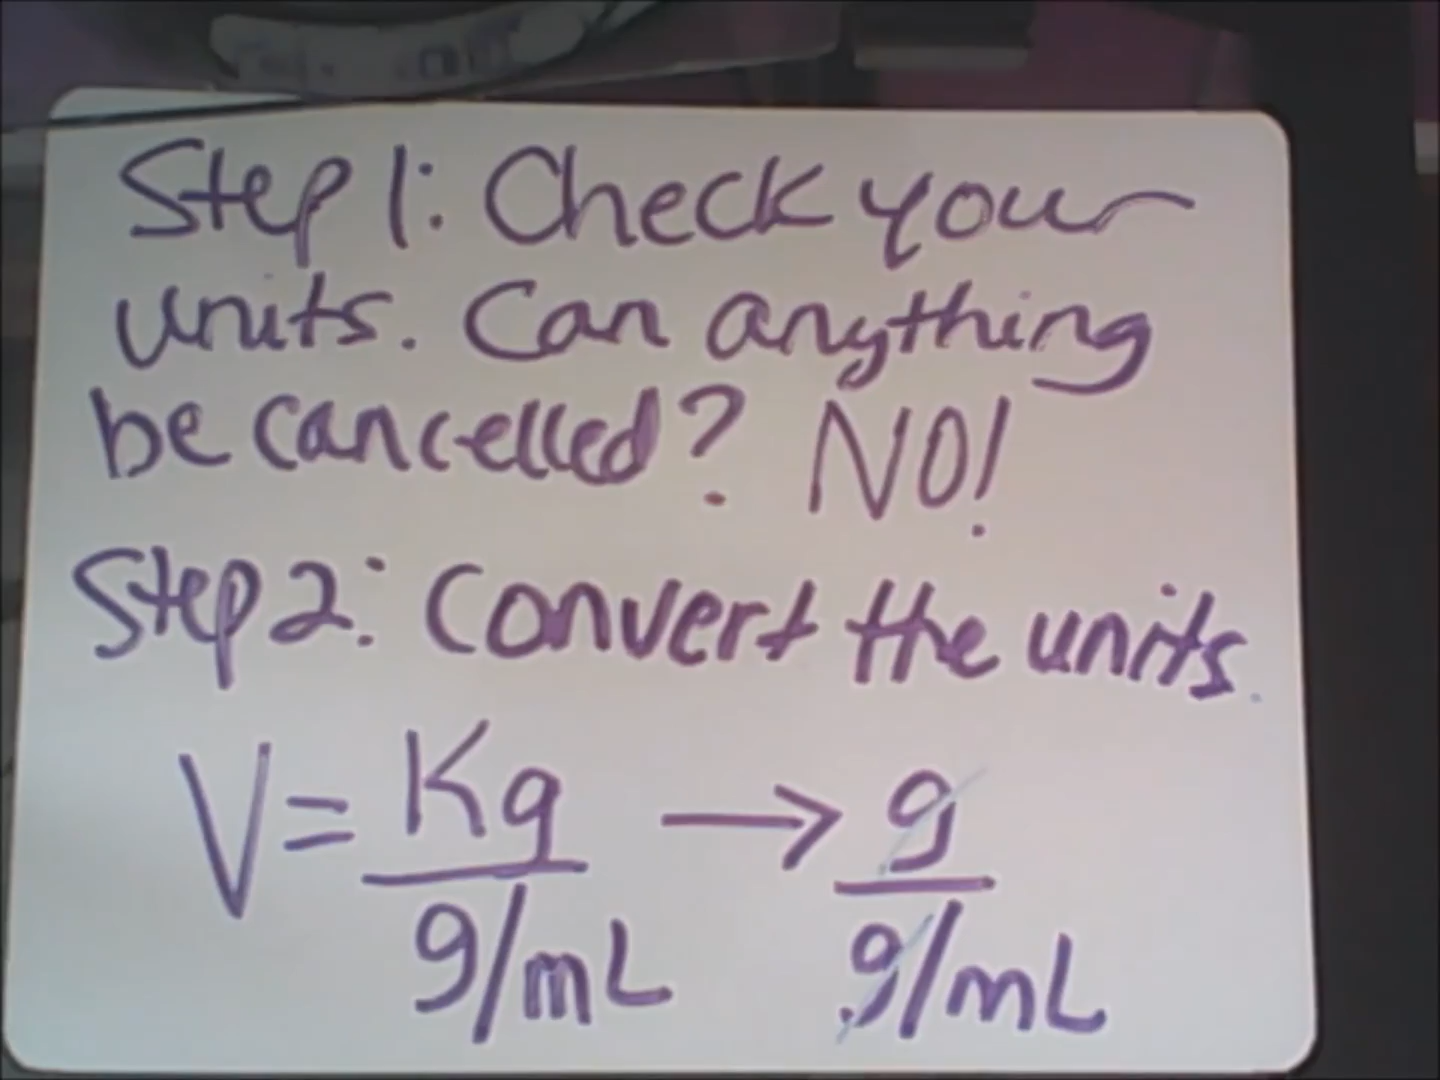 Step 1: Check your
units. Can anything
be cancelled? NO!
Step 2: Convert the units.
V = Kg / g/mL → g / g/mL